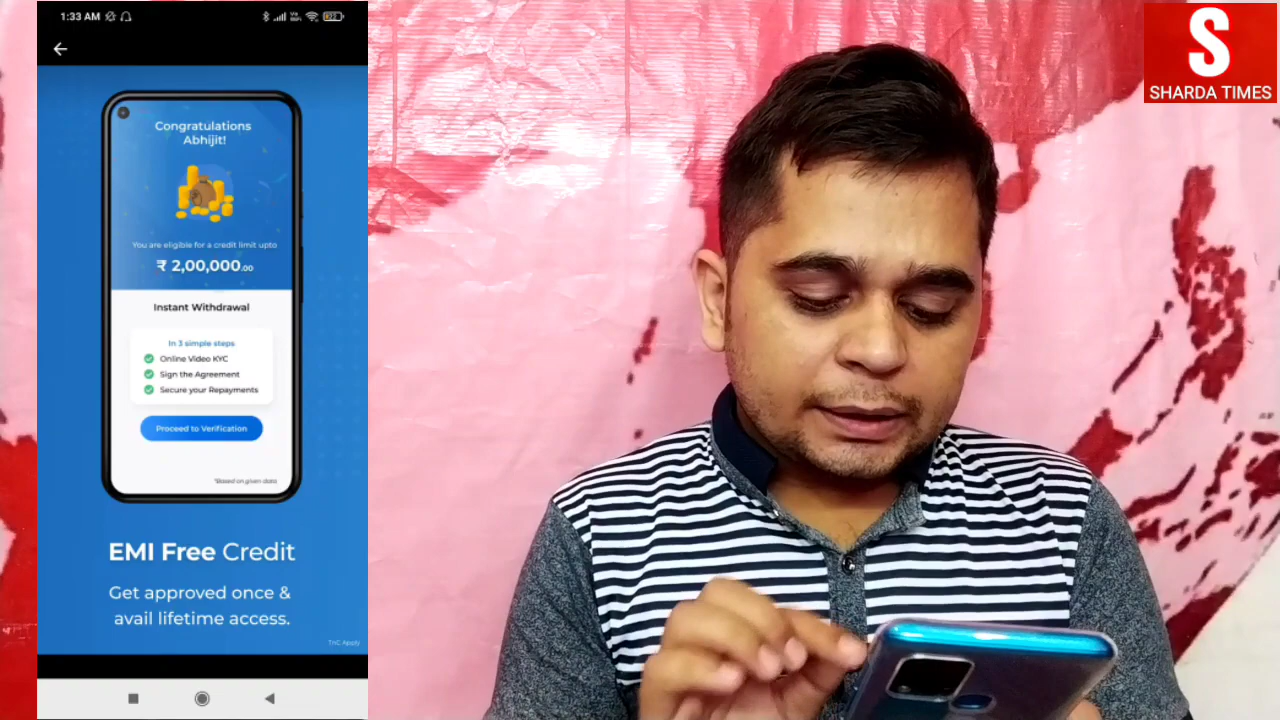 1:33 AM
Congratulations
Abhijit!
You are eligible for a credit limit upto
₹ 2,00,000.00
Instant Withdrawal
In 3 simple steps
Online Video KYC
Sign the Agreement
Secure your Repayments
Proceed to Verification
*Based on given data
EMI Free Credit
Get approved once &
avail lifetime access.
TnC Apply
S
SHARDA TIMES